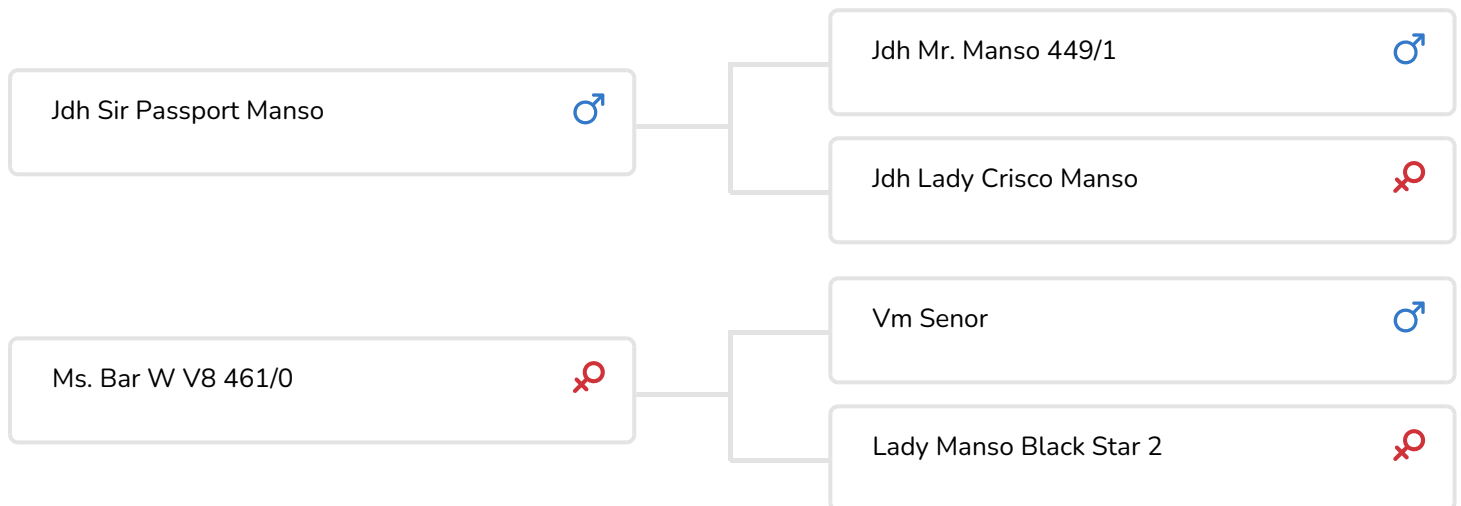 Jdh Mr. Manso 449/1
Jdh Sir Passport Manso
Jdh Lady Crisco Manso
Vm Senor
Ms. Bar W V8 461/0
Lady Manso Black Star 2